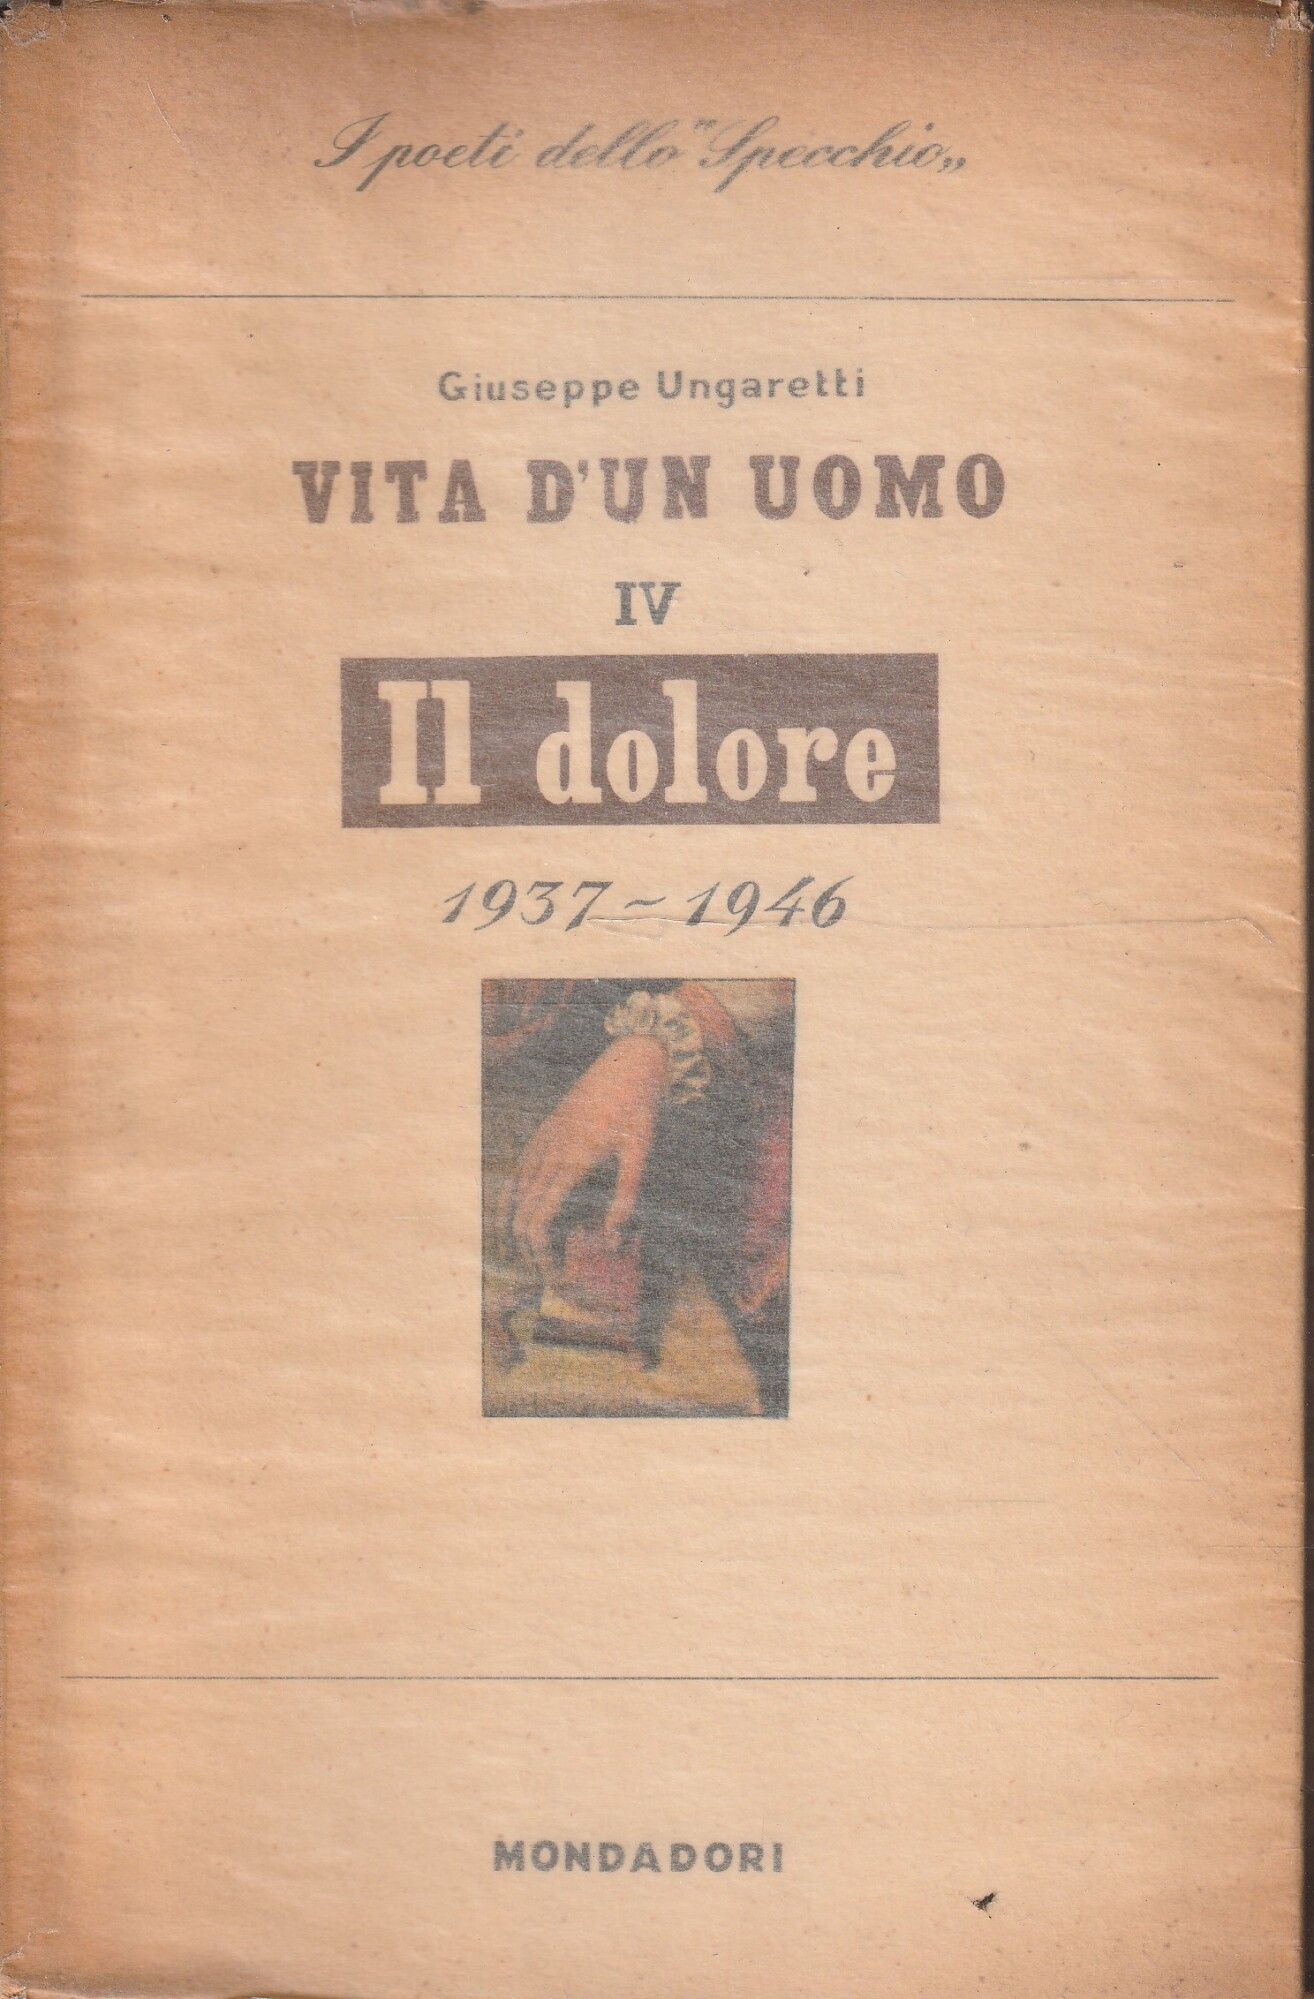 I poeti dello "Specchio„
Giuseppe Ungaretti
VITA D'UN UOMO
IV
Il dolore
1937-1946
MONDADORI